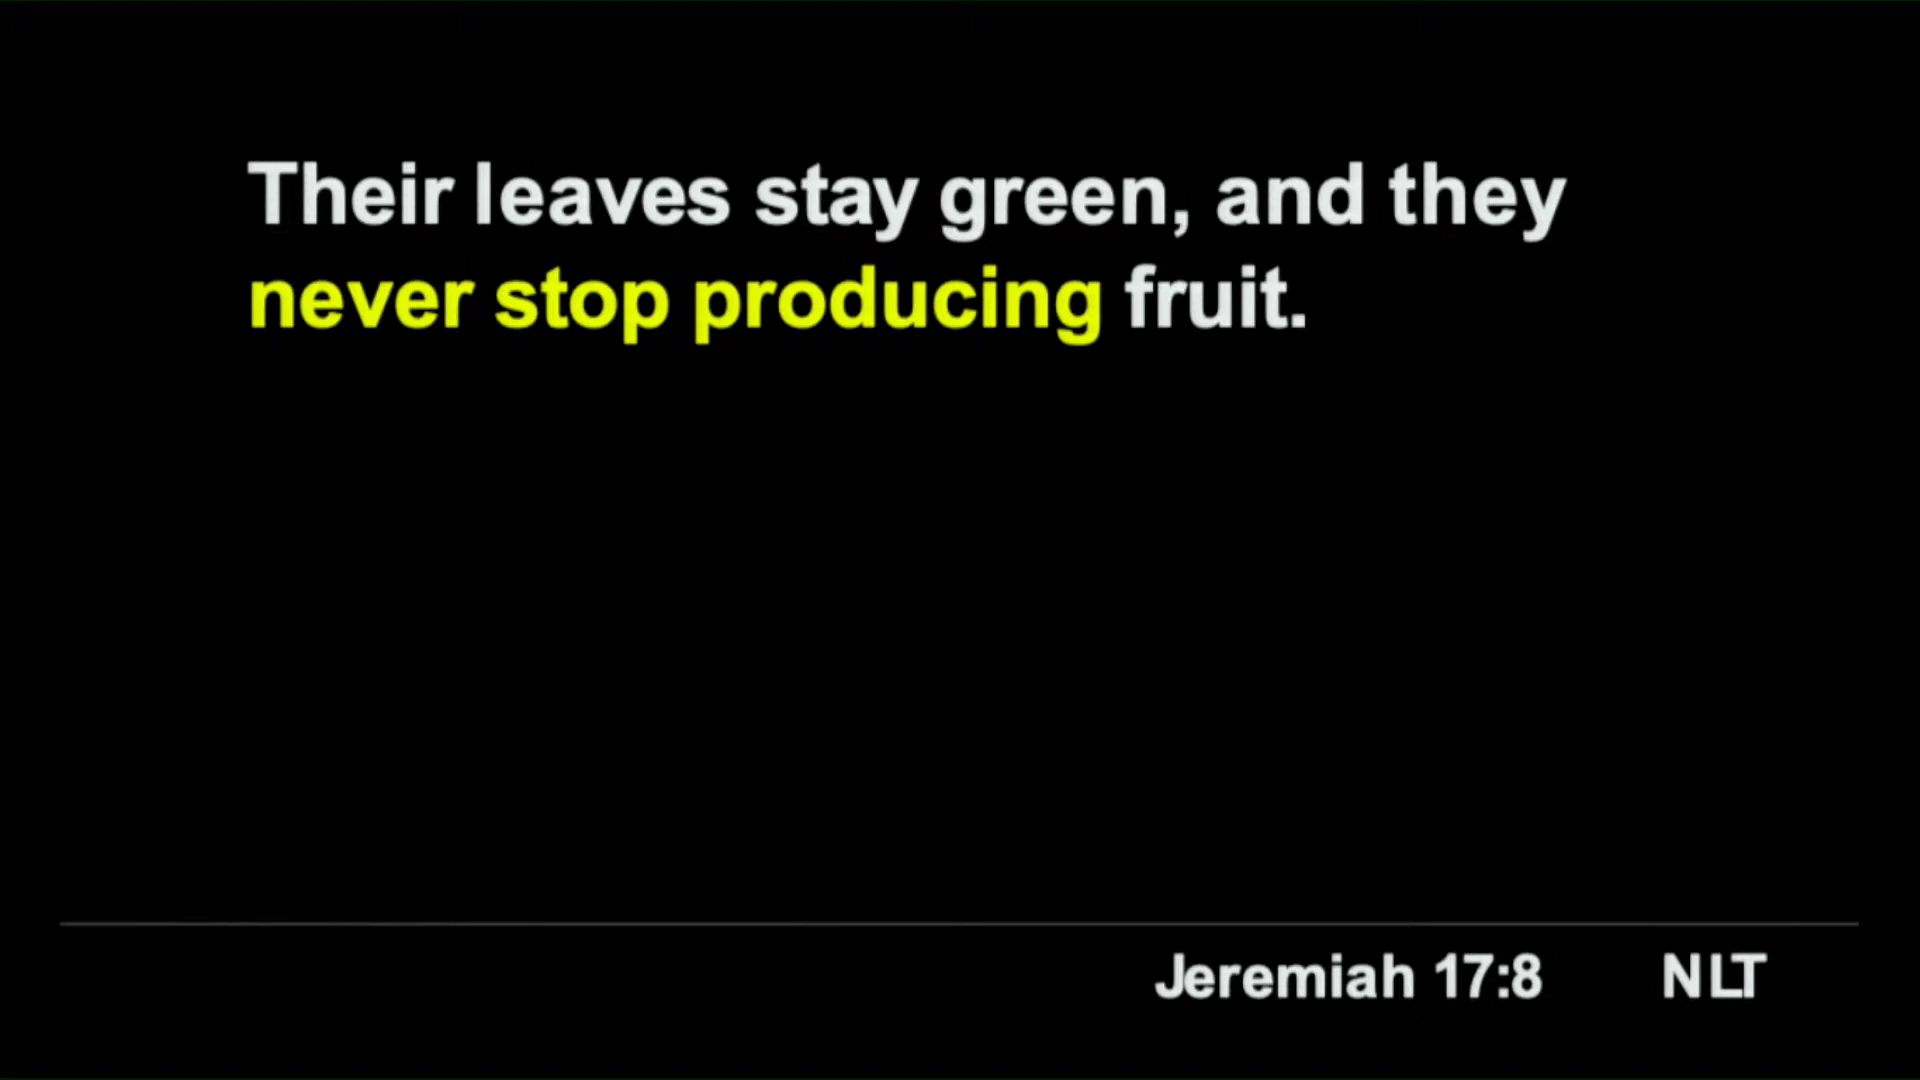 Their leaves stay green, and they
never stop producing fruit.
Jeremiah 17:8 NLT